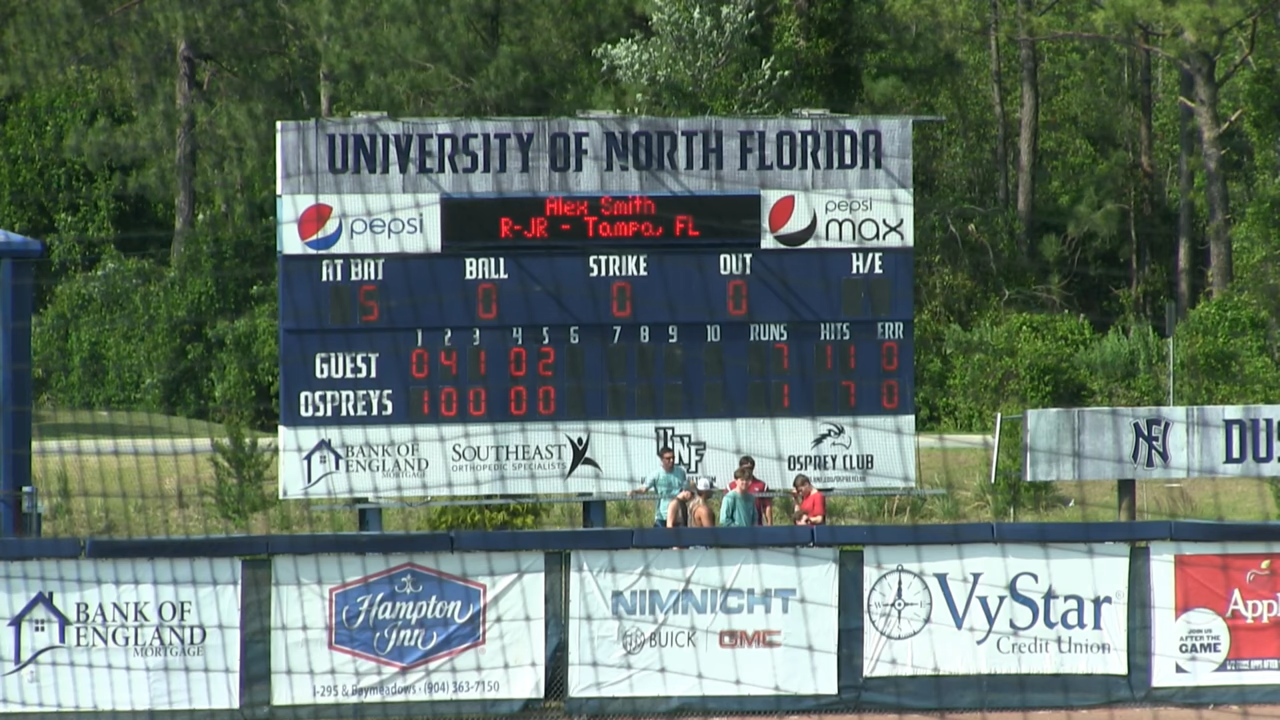 UNIVERSITY OF NORTH FLORIDA
pepsi
Alex Smith
R-JR - Tampa, FL
pepsi
max
AT BAT BALL STRIKE OUT H/E
5 0 0 0
1 2 3 4 5 6 7 8 9 10 RUNS HITS ERR
GUEST 0 4 1 0 2 7 11 0
OSPREYS 1 0 0 0 0 1 7 0
BANK OF
ENGLAND
MORTGAGE
SOUTHEAST
ORTHOPEDIC SPECIALISTS
UNF
OSPREY CLUB
NF
DU
BANK OF
ENGLAND
MORTGAGE
Hampton
Inn
I-295 & Baymeadows - (904) 363-7150
NIMNICHT
BUICK | GMC
VyStar
Credit Union
N
W E
S
Appl
JOIN US
AFTER THE
GAME